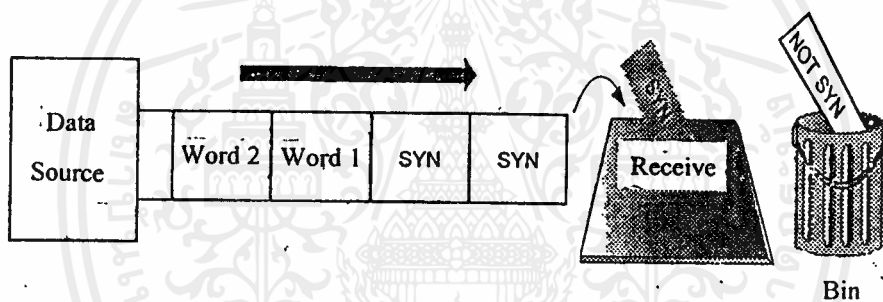 Data
Source
Word 2
Word 1
SYN
SYN
SYN
Receive
NOT SYN
Bin